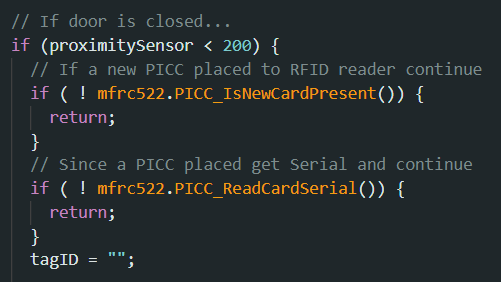 // If door is closed...
if (proximitySensor < 200) {
// If a new PICC placed to RFID reader continue
if ( ! mfrc522.PICC_IsNewCardPresent()) {
return;
}
// Since a PICC placed get Serial and continue
if ( ! mfrc522.PICC_ReadCardSerial()) {
return;
}
tagID = "";